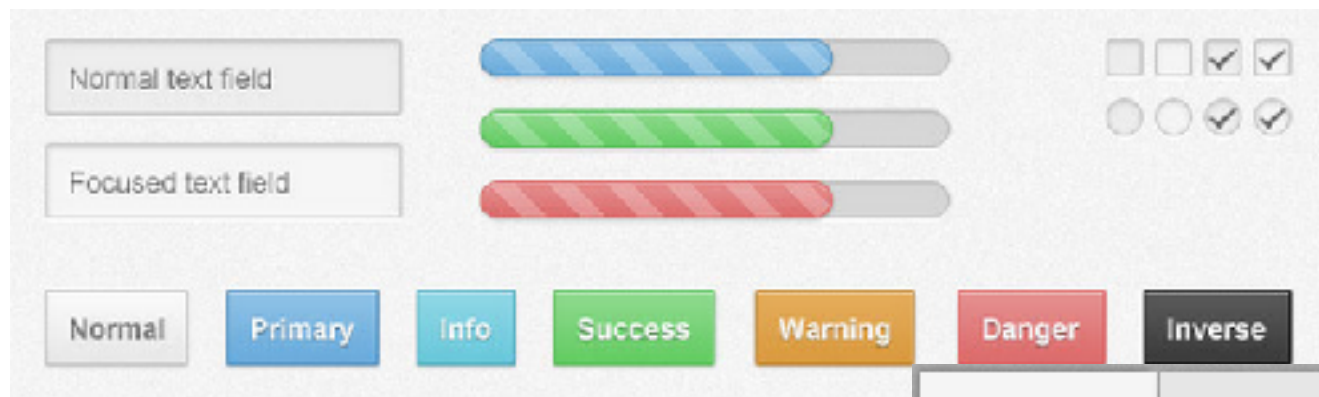 Normal text field
Focused text field
Normal Primary Info Success Warning Danger Inverse